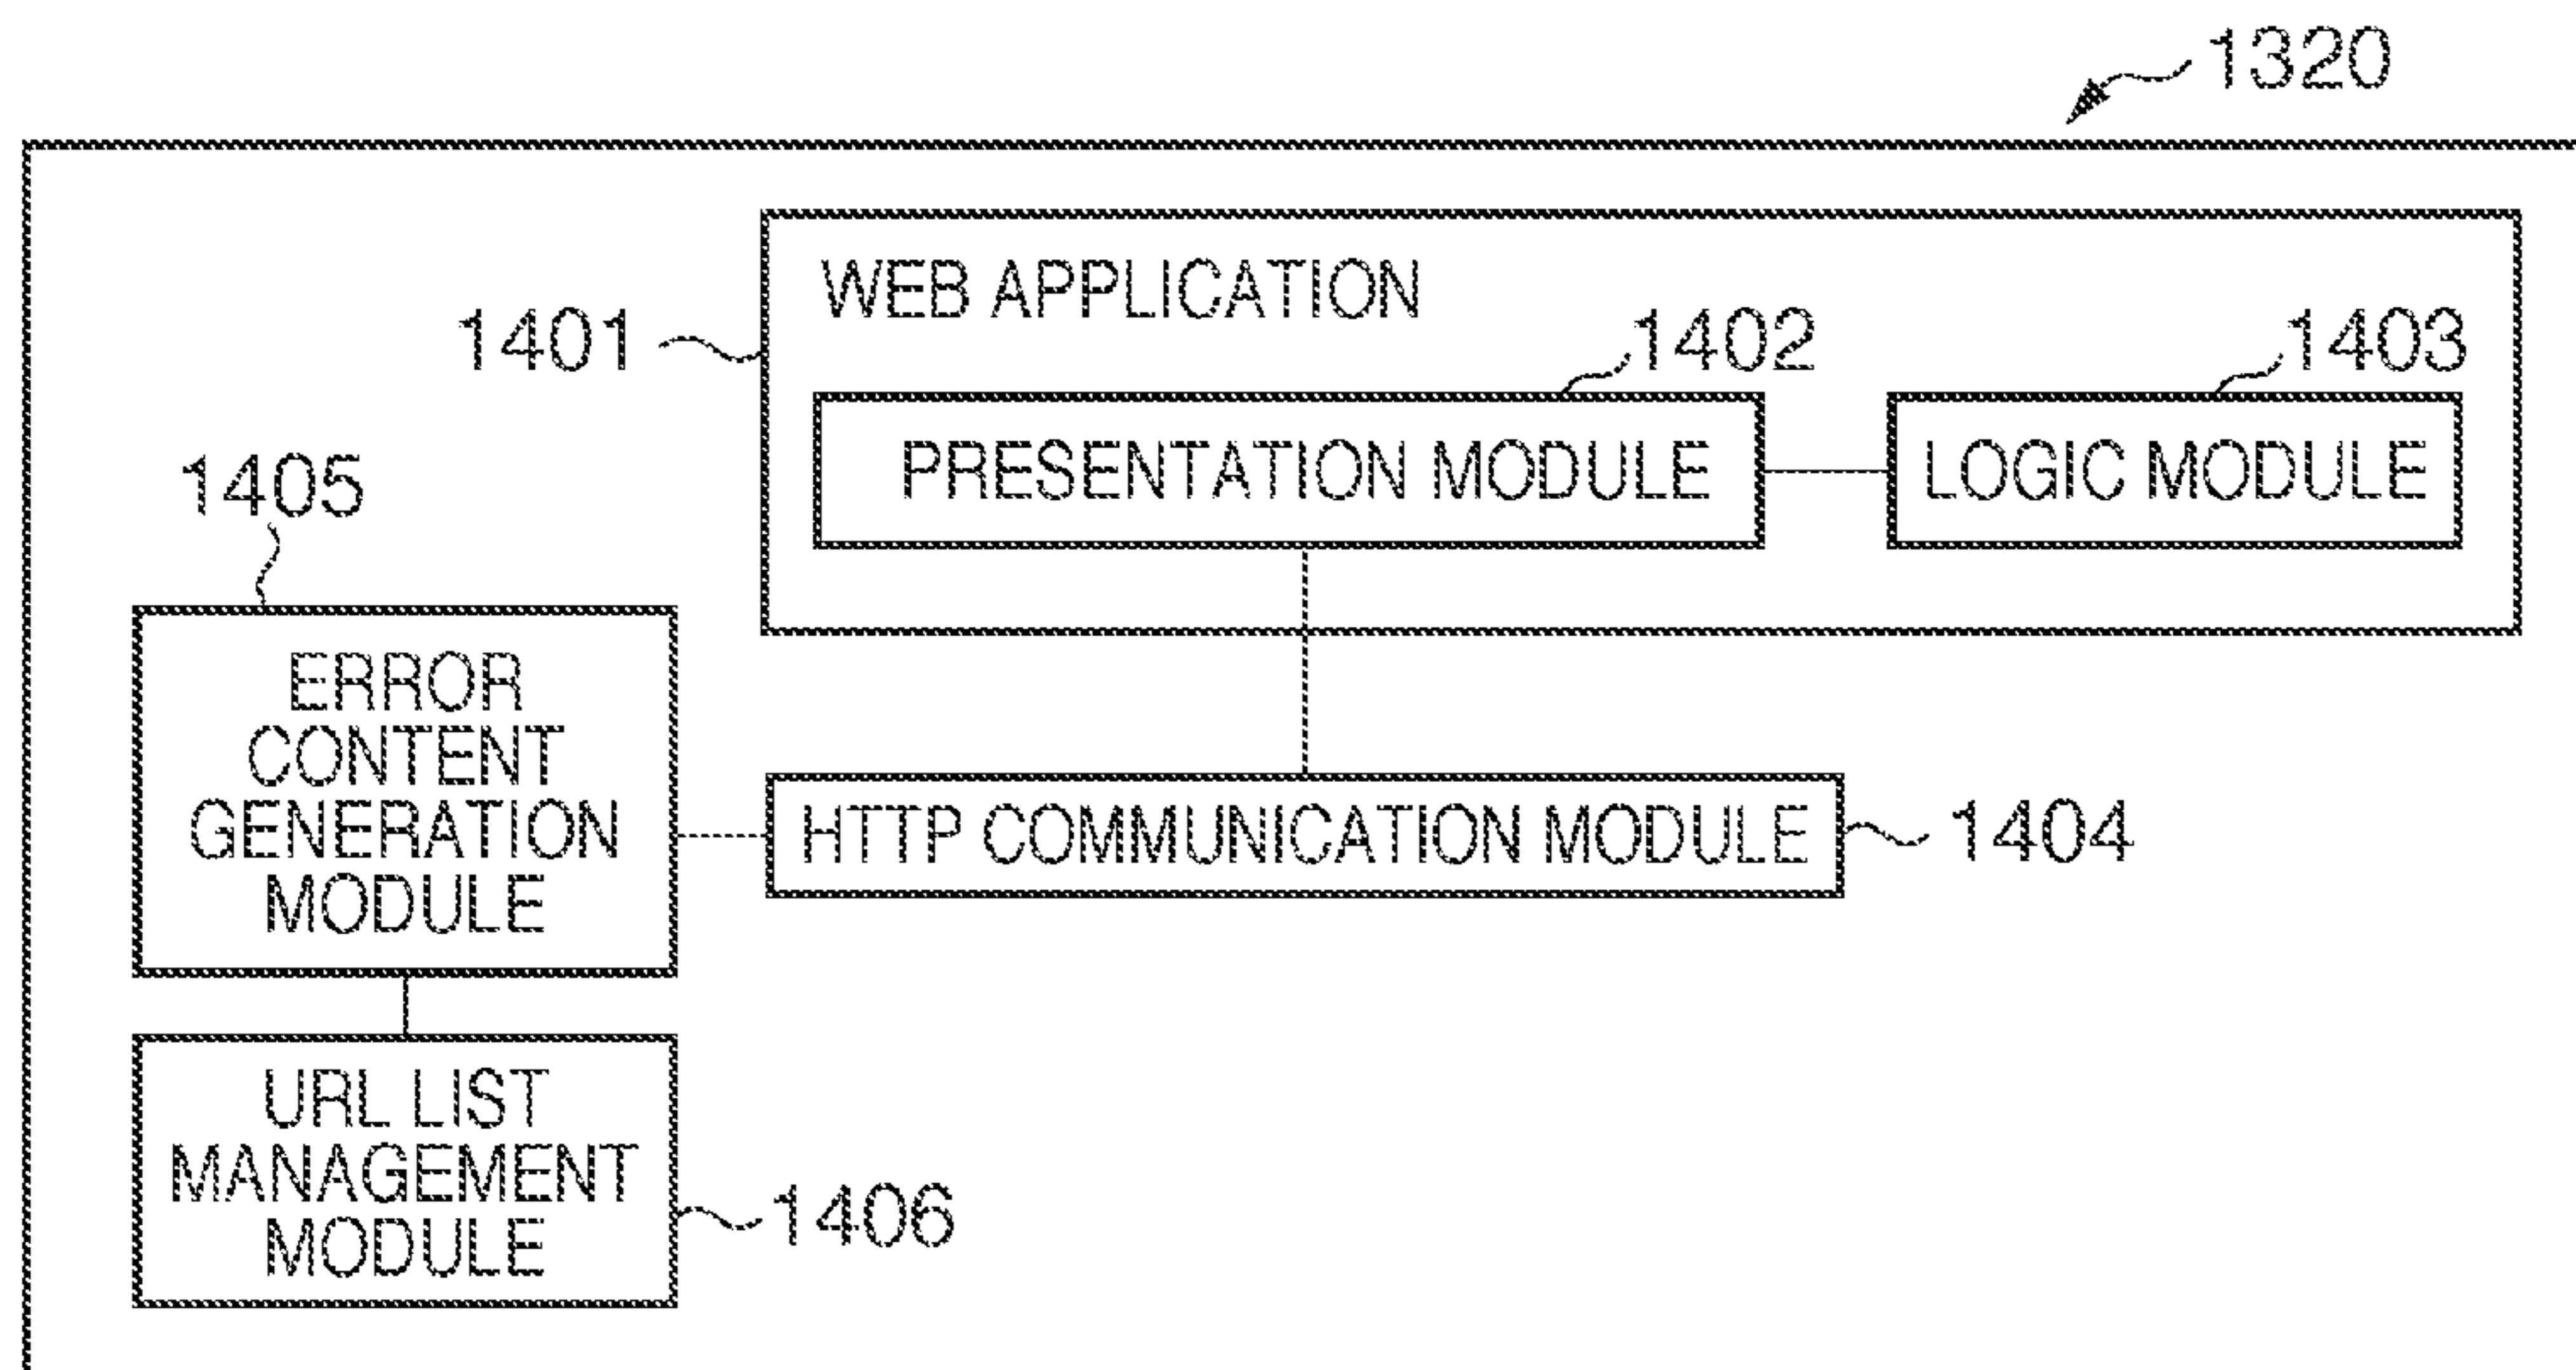 1320
WEB APPLICATION
1401
1402
1403
PRESENTATION MODULE
LOGIC MODULE
1405
ERROR
CONTENT
GENERATION
MODULE
HTTP COMMUNICATION MODULE
1404
URL LIST
MANAGEMENT
MODULE
1406